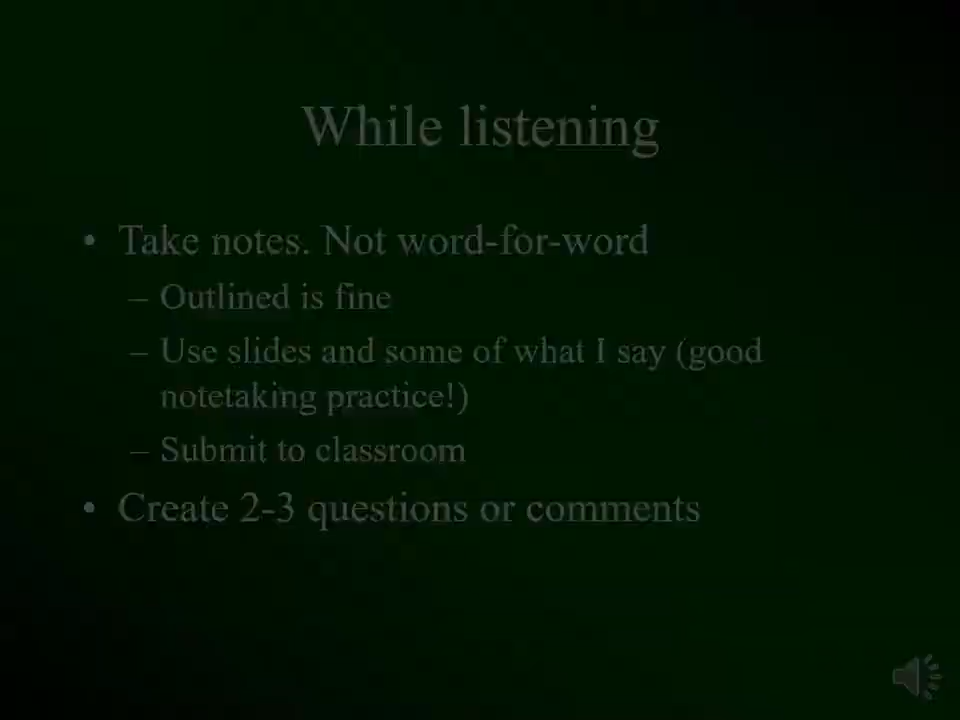 While listening
• Take notes. Not word-for-word
– Outlined is fine
– Use slides and some of what I say (good
notetaking practice!)
– Submit to classroom
• Create 2-3 questions or comments